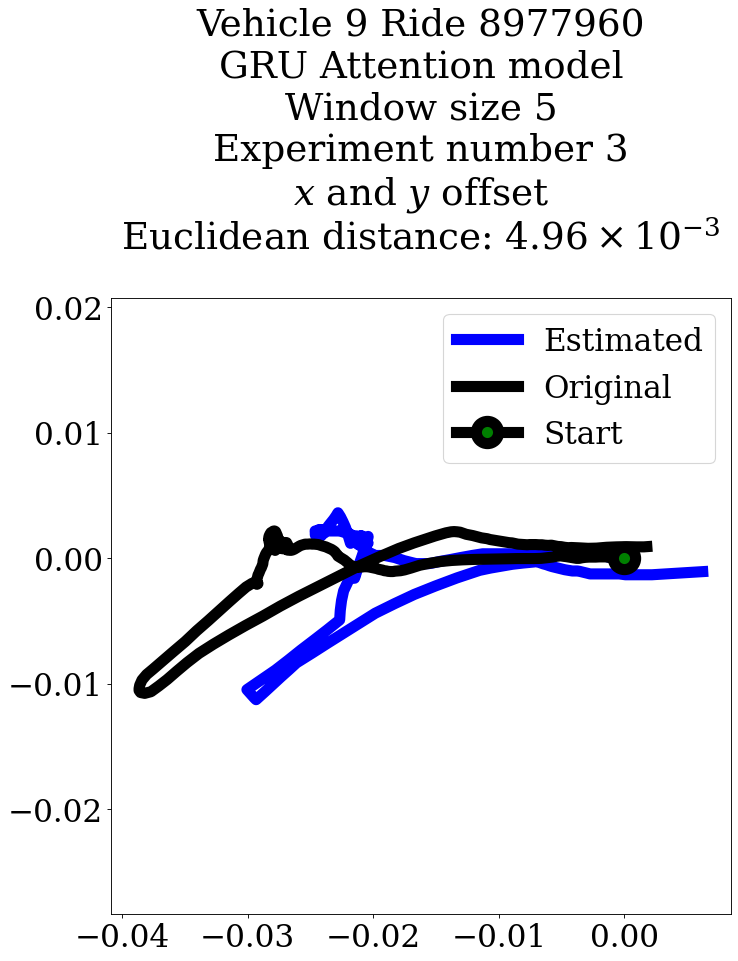 Vehicle 9 Ride 8977960
GRU Attention model
Window size 5
Experiment number 3
x and y offset
Euclidean distance: 4.96 × 10⁻³
Estimated
Original
Start
0.02
0.01
0.00
−0.01
−0.02
−0.04 −0.03 −0.02 −0.01 0.00